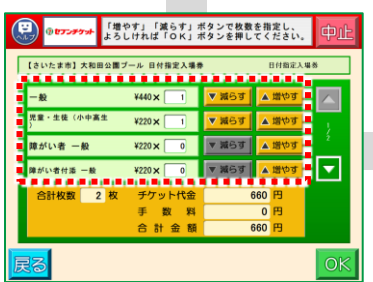 ヘルプ
セブンチケット
「増やす」「減らす」ボタンで枚数を指定し、
よろしければ「OK」ボタンを押してください。
中止
【さいたま市】大和田公園プール 日付指定入場券 日付指定入場券
一般 ¥440× 1 ▼減らす ▲増やす
児童・生徒（小中高生
） ¥220× 1 ▼減らす ▲増やす
障がい者 一般 ¥220× 0 ▼減らす ▲増やす
障がい者付添 一般 ¥220× 0 ▼減らす ▲増やす
1/2
合計枚数 2 枚 チケット代金 660 円
手数料 0 円
合計金額 660 円
戻る
OK